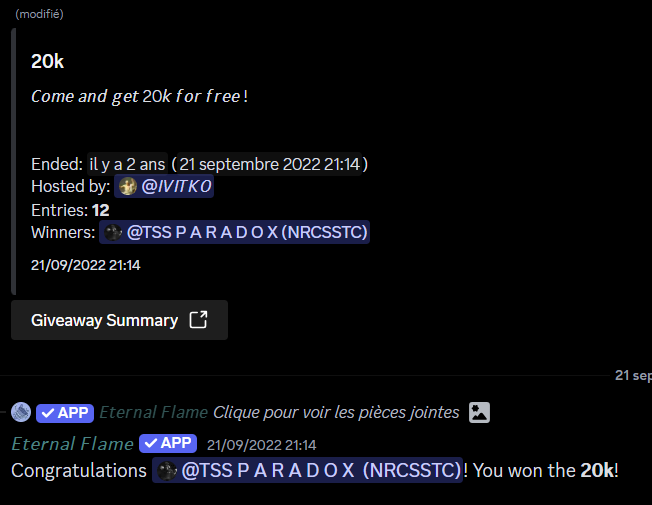 (modifié)
20k
Come and get 20k for free !
Ended: il y a 2 ans (21 septembre 2022 21:14)
Hosted by: @IVITKO
Entries: 12
Winners: @TSS P A R A D O X (NRCSSTC)
21/09/2022 21:14
Giveaway Summary
21 sep
APP Eternal Flame Clique pour voir les pièces jointes
Eternal Flame APP 21/09/2022 21:14
Congratulations @TSS P A R A D O X (NRCSSTC)! You won the 20k!